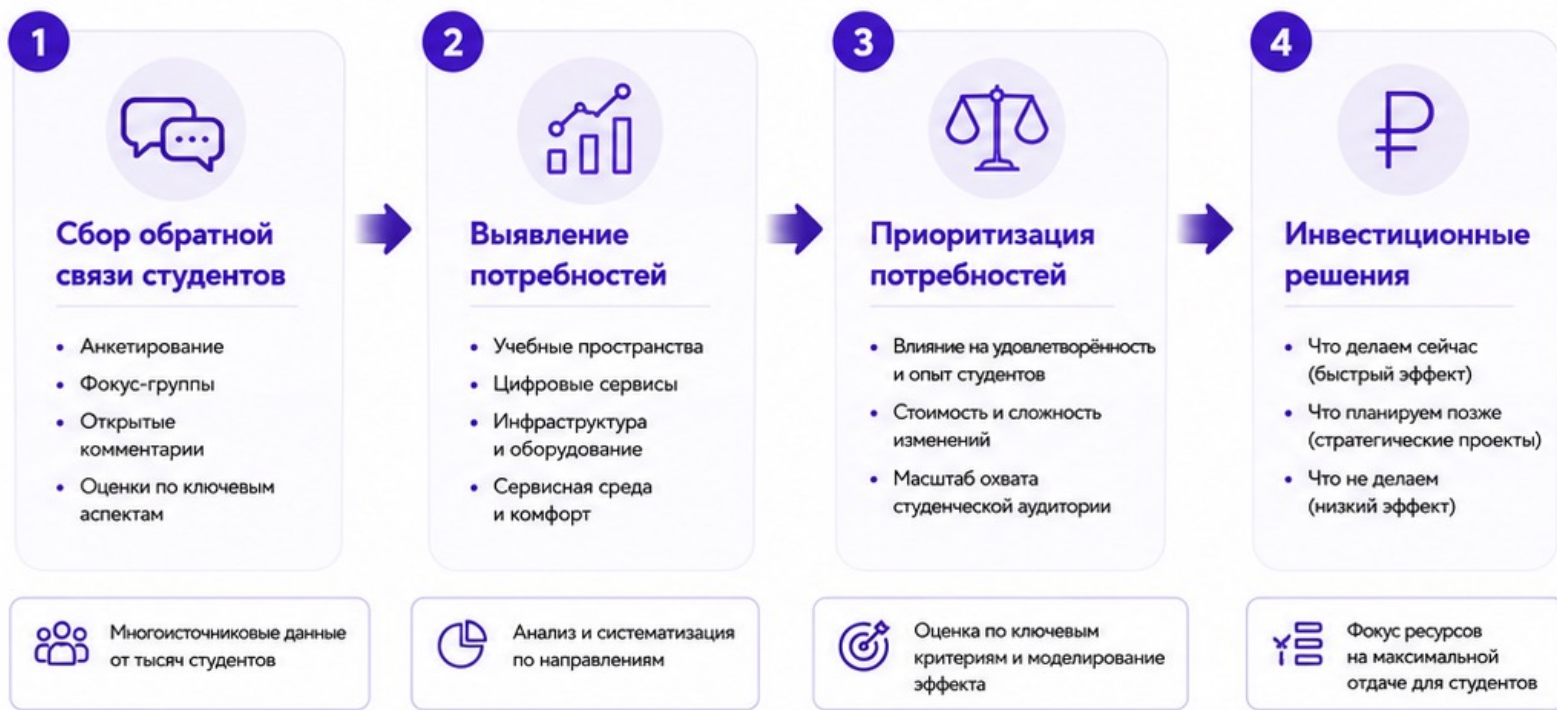 1
Сбор обратной
связи студентов
• Анкетирование
• Фокус-группы
• Открытые
комментарии
• Оценки по ключевым
аспектам
Многоисточниковые данные
от тысяч студентов
2
Выявление
потребностей
• Учебные пространства
• Цифровые сервисы
• Инфраструктура
и оборудование
• Сервисная среда
и комфорт
Анализ и систематизация
по направлениям
3
Приоритизация
потребностей
• Влияние на удовлетворённость
и опыт студентов
• Стоимость и сложность
изменений
• Масштаб охвата
студенческой аудитории
Оценка по ключевым
критериям и моделирование
эффекта
4
₽
Инвестиционные
решения
• Что делаем сейчас
(быстрый эффект)
• Что планируем позже
(стратегические проекты)
• Что не делаем
(низкий эффект)
Фокус ресурсов
на максимальной
отдаче для студентов